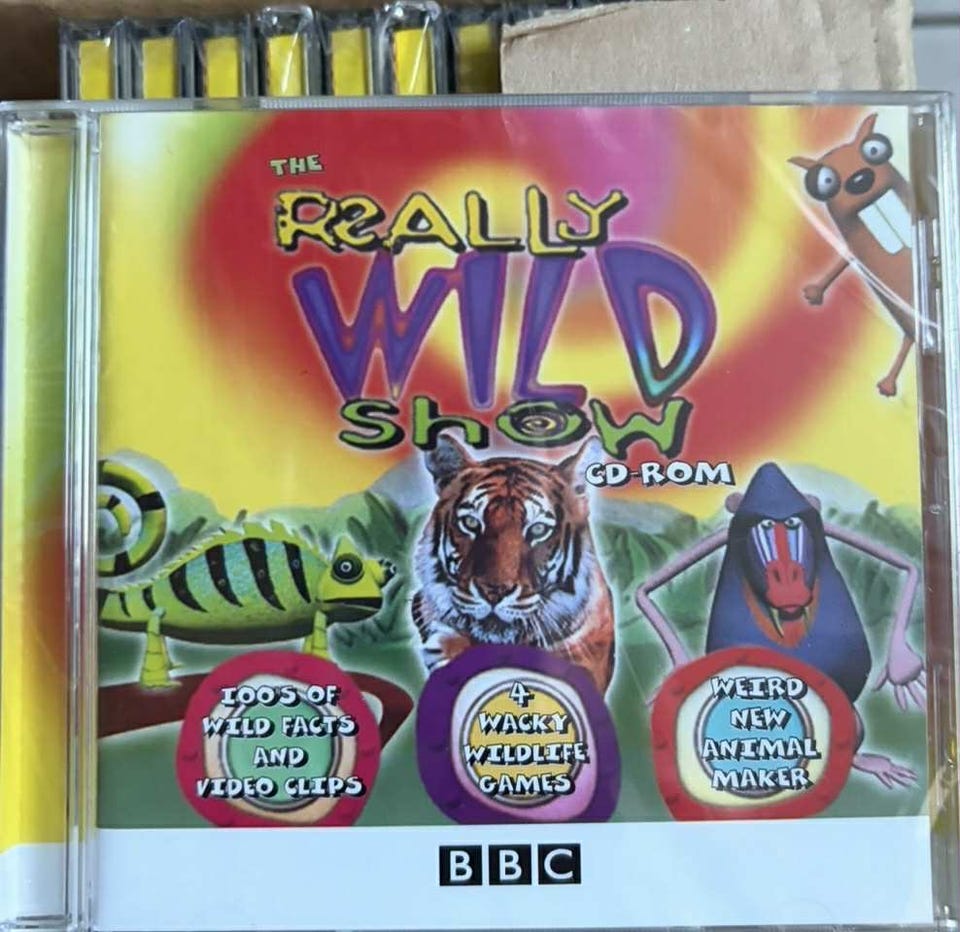 THE
ReALLY
WILD
ShOW
CD-ROM
100S OF
WILD FACTS
AND
VIDEO CLIPS
4
WACKY
WILDLIFE
GAMES
WEIRD
NEW
ANIMAL
MAKER
BBC